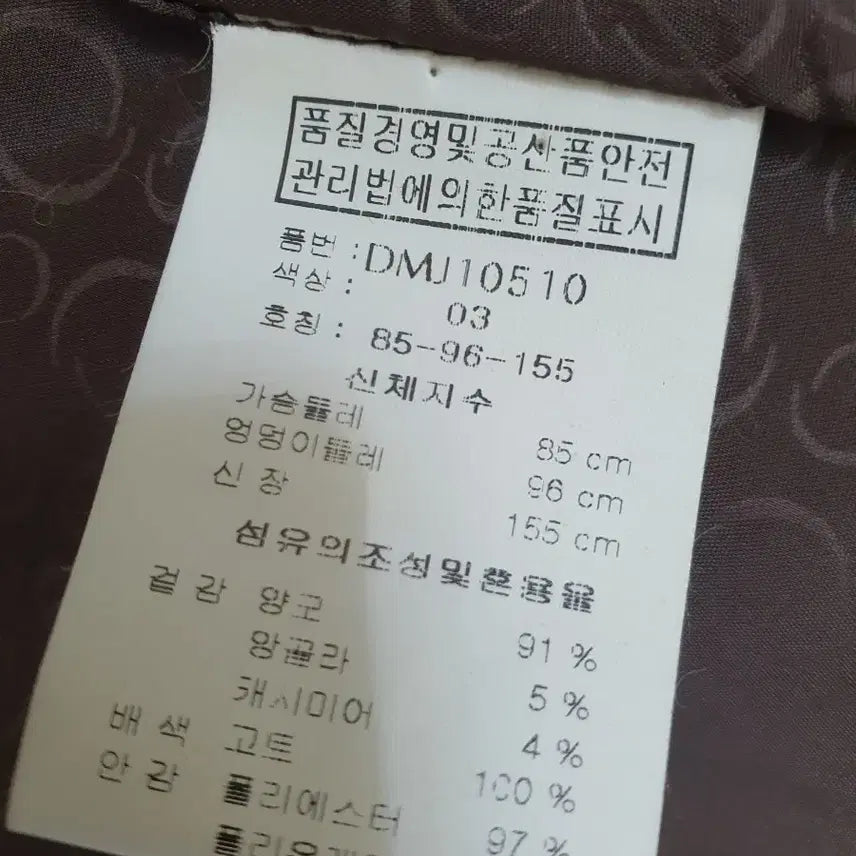 품질경영및공산품안전
관리법에의한품질표시
품번 : DMJ10510
색상 : 03
호칭 : 85-96-155
신체지수
가슴둘레 85 cm
엉덩이둘레 96 cm
신 장 155 cm
섬유의조성및혼용율
겉 감 양모 91 %
앙골라 5 %
캐시미어 4 %
배 색 고트 100 %
안 감 폴리에스터 97 %